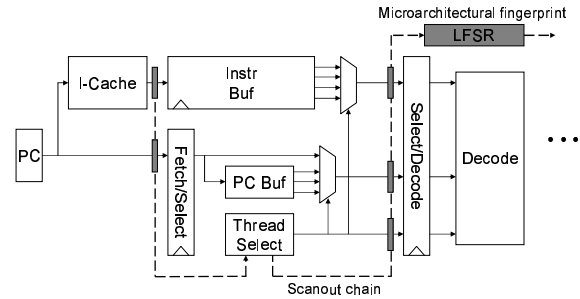 Microarchitectural fingerprint
LFSR
I-Cache
Instr
Buf
PC
Fetch/Select
PC Buf
Thread
Select
Select/Decode
Decode
Scanout chain